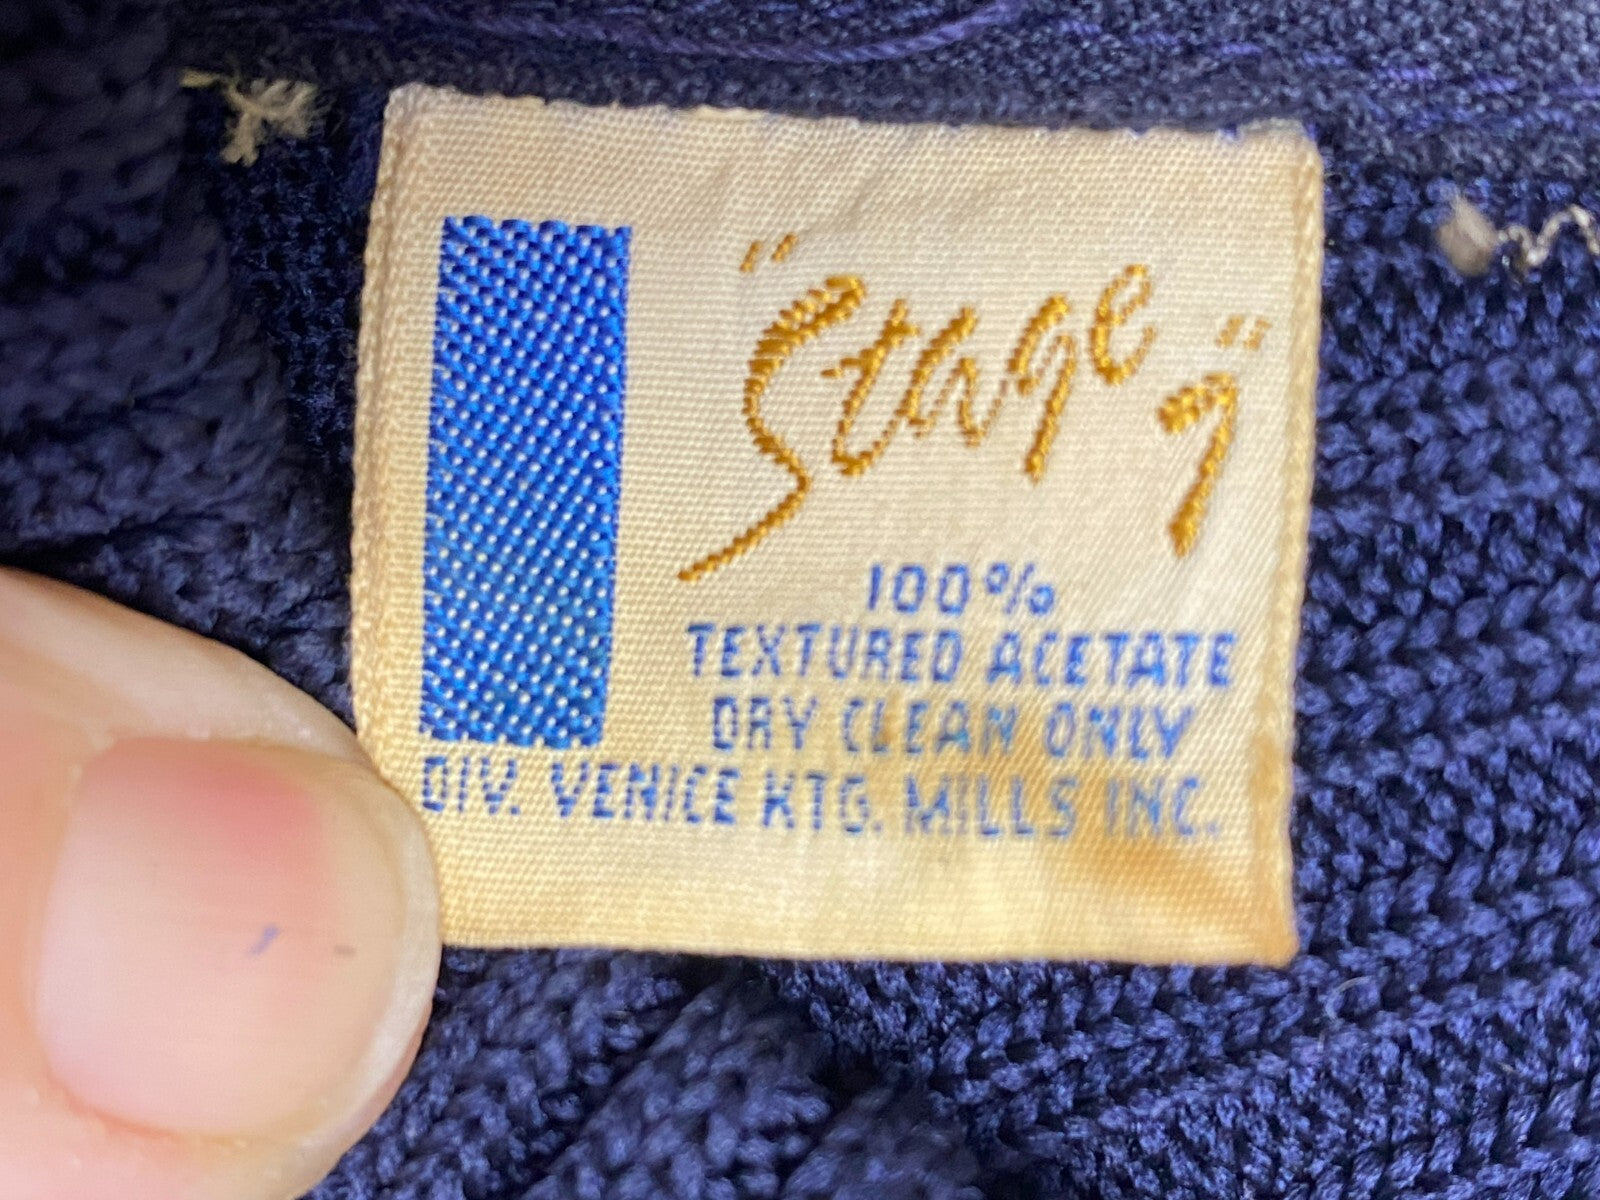 "Stage 7"
100%
TEXTURED ACETATE
DRY CLEAN ONLY
DIV. VENICE KTG. MILLS INC.